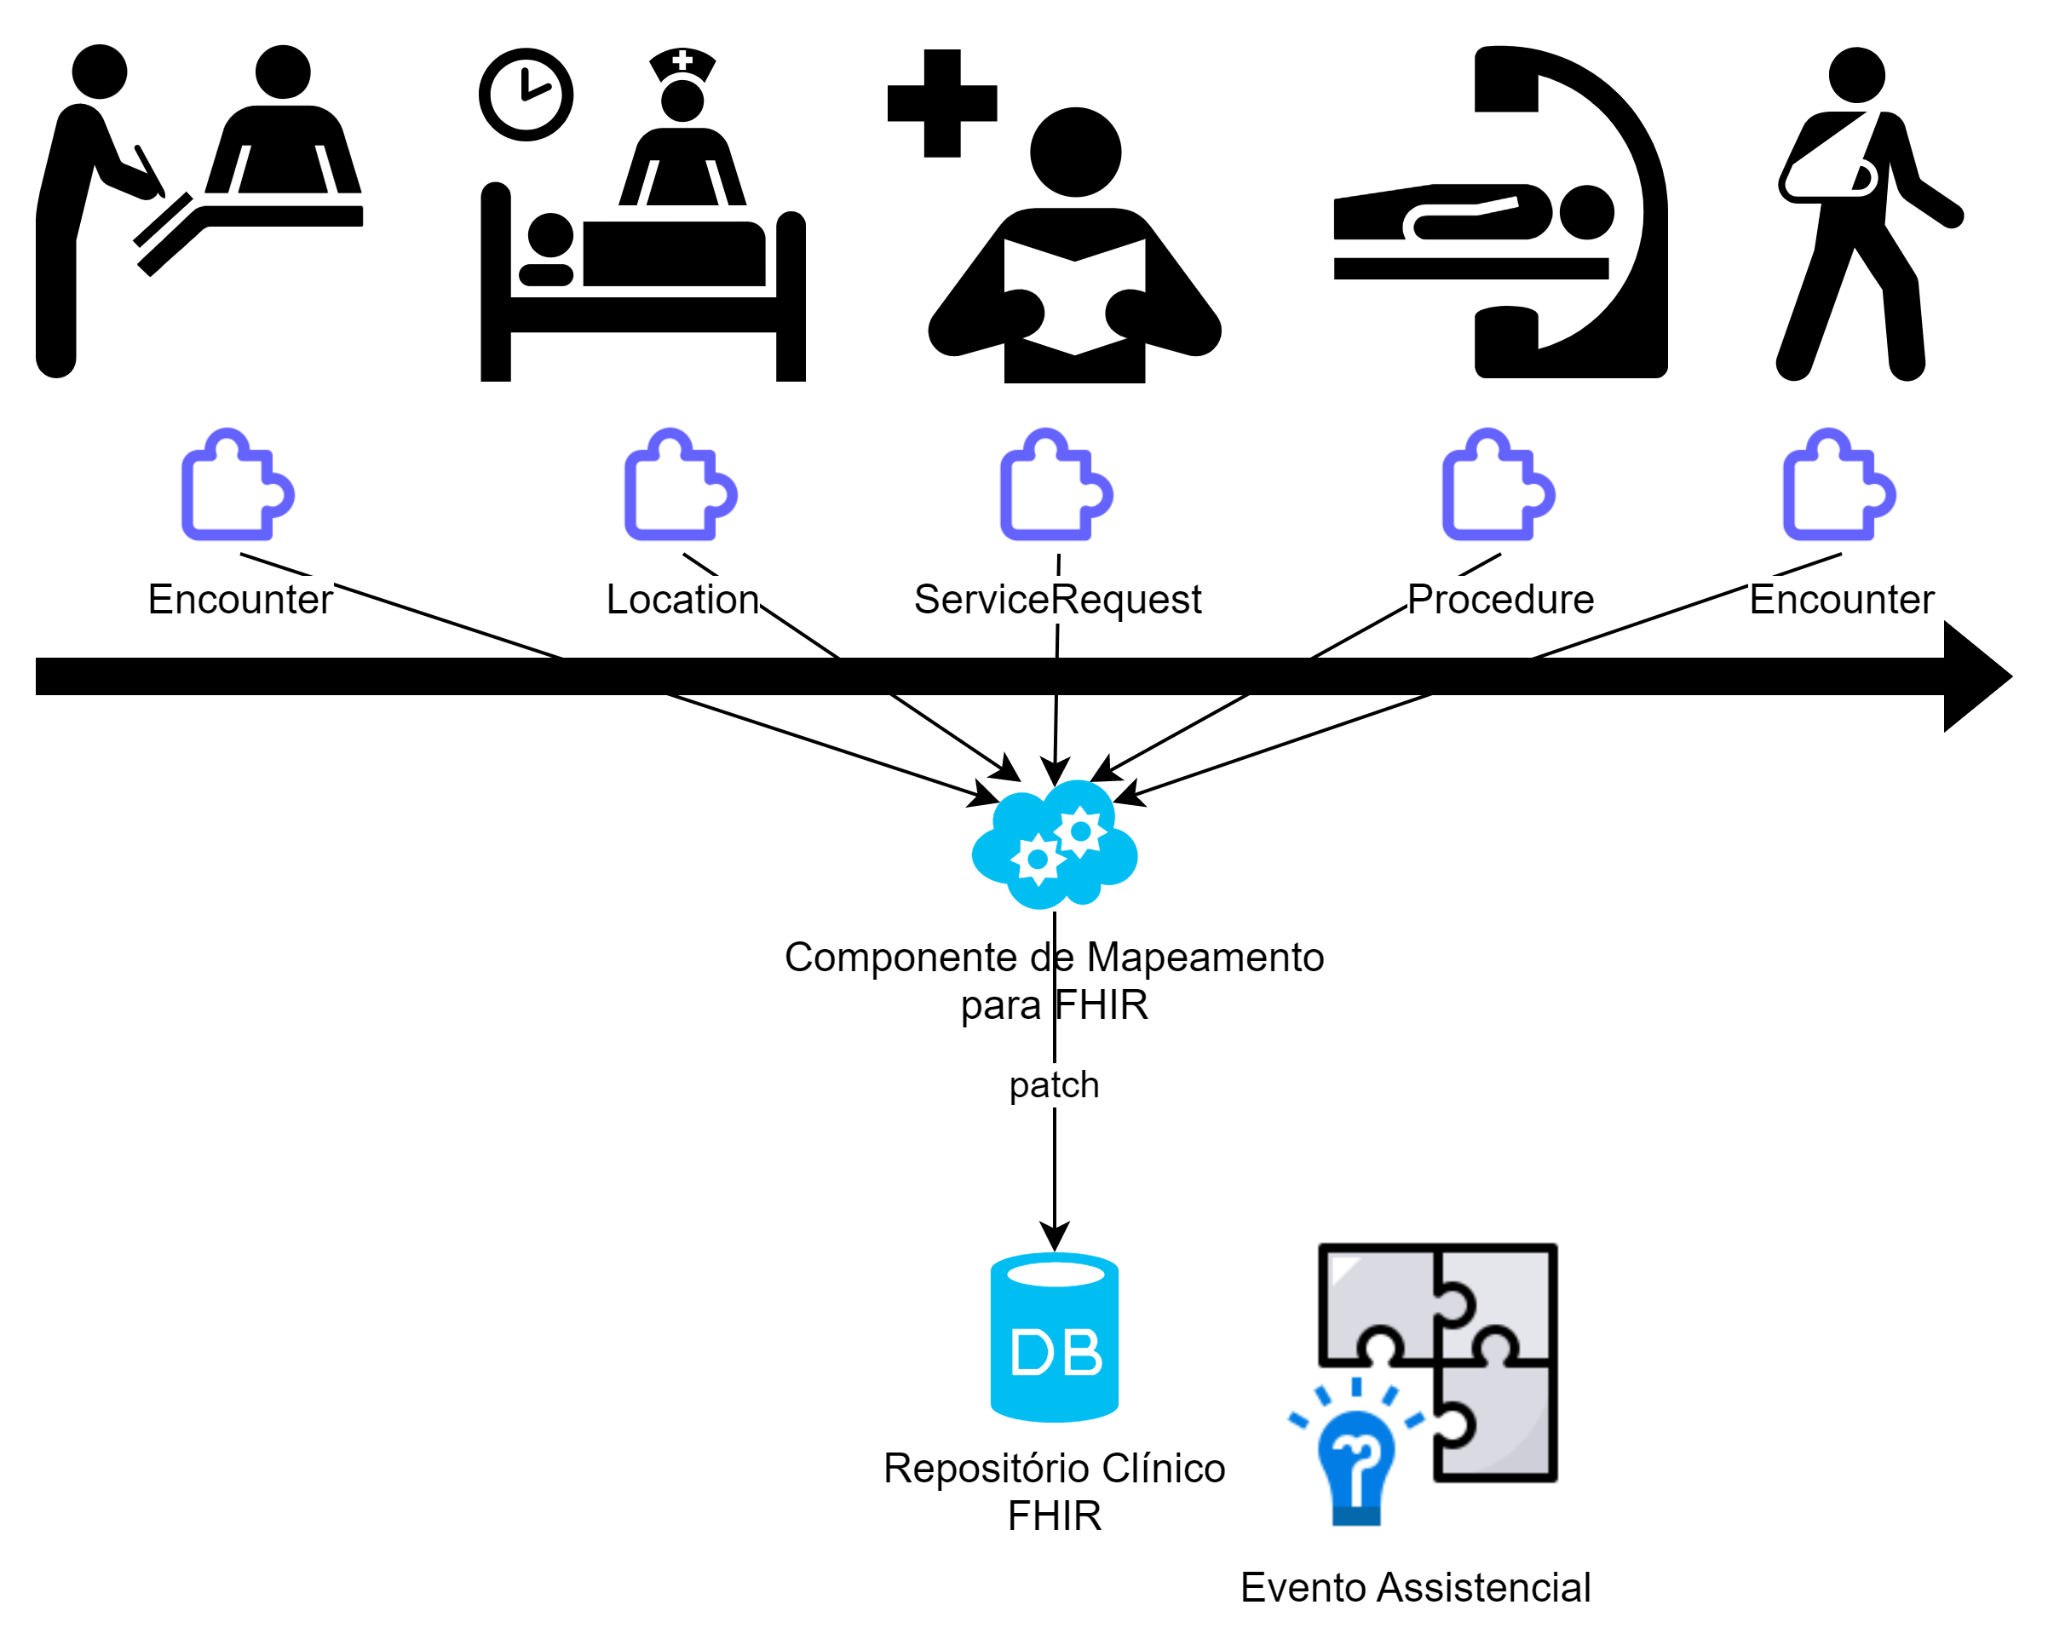 Encounter
Location
ServiceRequest
Procedure
Encounter
Componente de Mapeamento
para FHIR
patch
DB
Repositório Clínico
FHIR
Evento Assistencial